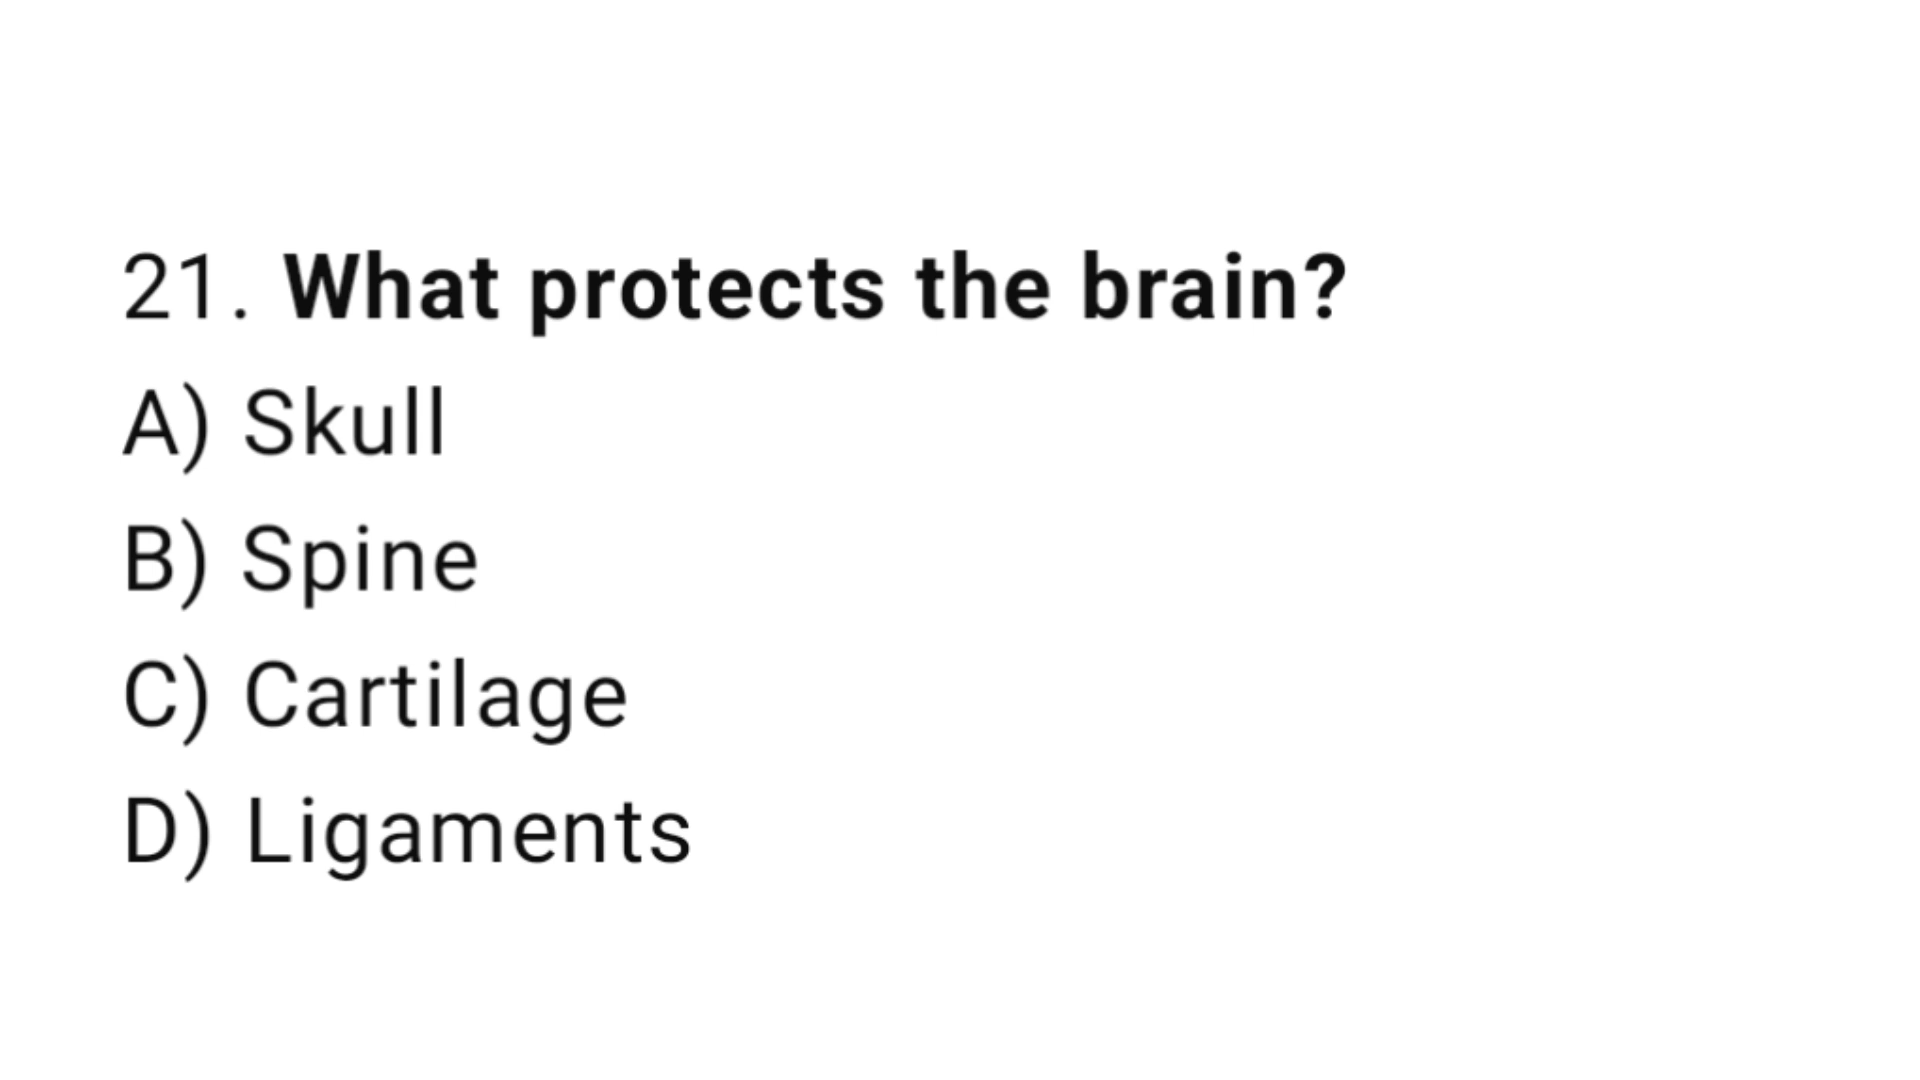 21. What protects the brain?
A) Skull
B) Spine
C) Cartilage
D) Ligaments